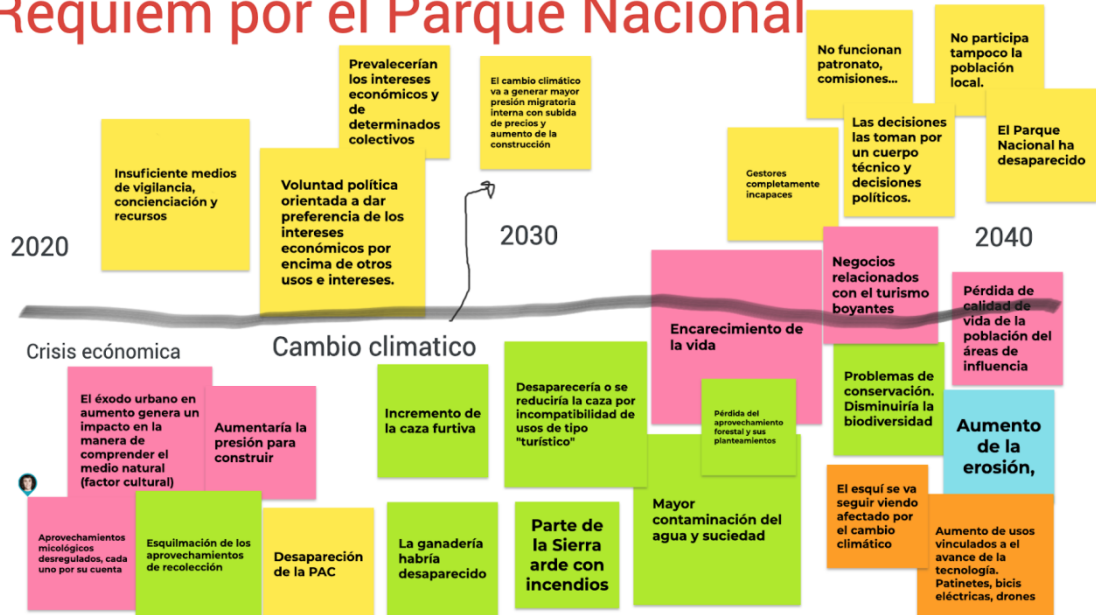 Requiem por el Parque Nacional
Prevalecerían
los intereses
económicos y
de
determinados
colectivos
El cambio climático
va a generar mayor
presión migratoria
interna con subida
de precios y
aumento de la
construcción
No funcionan
patronato,
comisiones...
No participa
tampoco la
población
local.
Insuficiente medios
de vigilancia,
concienciación y
recursos
Voluntad política
orientada a dar
preferencia de los
intereses
económicos por
encima de otros
usos e intereses.
Gestores
completamente
incapaces
Las decisiones
las toman por
un cuerpo
técnico y
decisiones
políticos.
El Parque
Nacional ha
desaparecido
2020
2030
2040
Negocios
relacionados
con el turismo
boyantes
Pérdida de
calidad de
vida de la
población del
áreas de
influencia
Encarecimiento de
la vida
Crisis ecónomica
Cambio climatico
El éxodo urbano en
aumento genera un
impacto en la
manera de
comprender el
medio natural
(factor cultural)
Aumentaría la
presión para
construir
Incremento de
la caza furtiva
Desaparecería o se
reduciría la caza por
incompatibilidad de
usos de tipo
"turístico"
Pérdida del
aprovechamiento
forestal y sus
planteamientos
Problemas de
conservación.
Disminuiría la
biodiversidad
Aumento
de la
erosión,
Aprovechamientos
micológicos
desregulados, cada
uno por su cuenta
Esquilmación de los
aprovechamientos
de recolección
Desapareción
de la PAC
La ganadería
habría
desaparecido
Parte de
la Sierra
arde con
incendios
Mayor
contaminación del
agua y suciedad
El esquí se va
seguir viendo
afectado por
el cambio
climático
Aumento de usos
vinculados a el
avance de la
tecnología.
Patinetes, bicis
eléctricas, drones